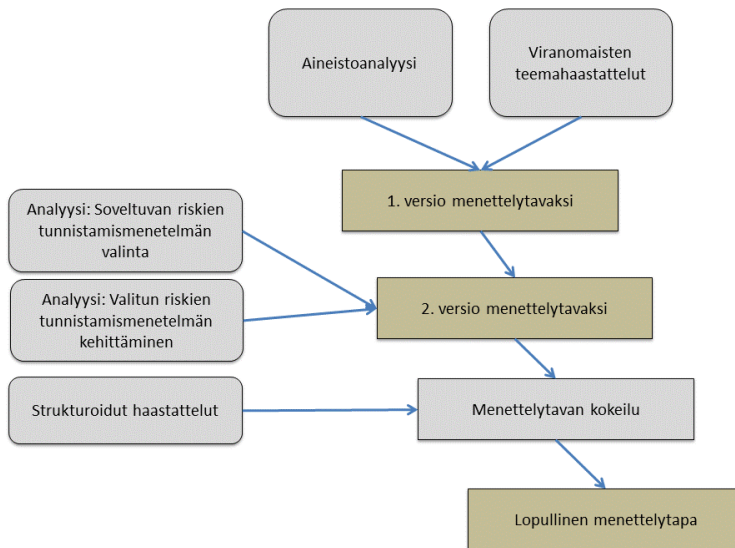 Aineistoanalyysi
Viranomaisten
teemahaastattelut
1. versio menettelytavaksi
Analyysi: Soveltuvan riskien
tunnistamismenetelmän
valinta
Analyysi: Valitun riskien
tunnistamismenetelmän
kehittäminen
2. versio menettelytavaksi
Strukturoidut haastattelut
Menettelytavan kokeilu
Lopullinen menettelytapa